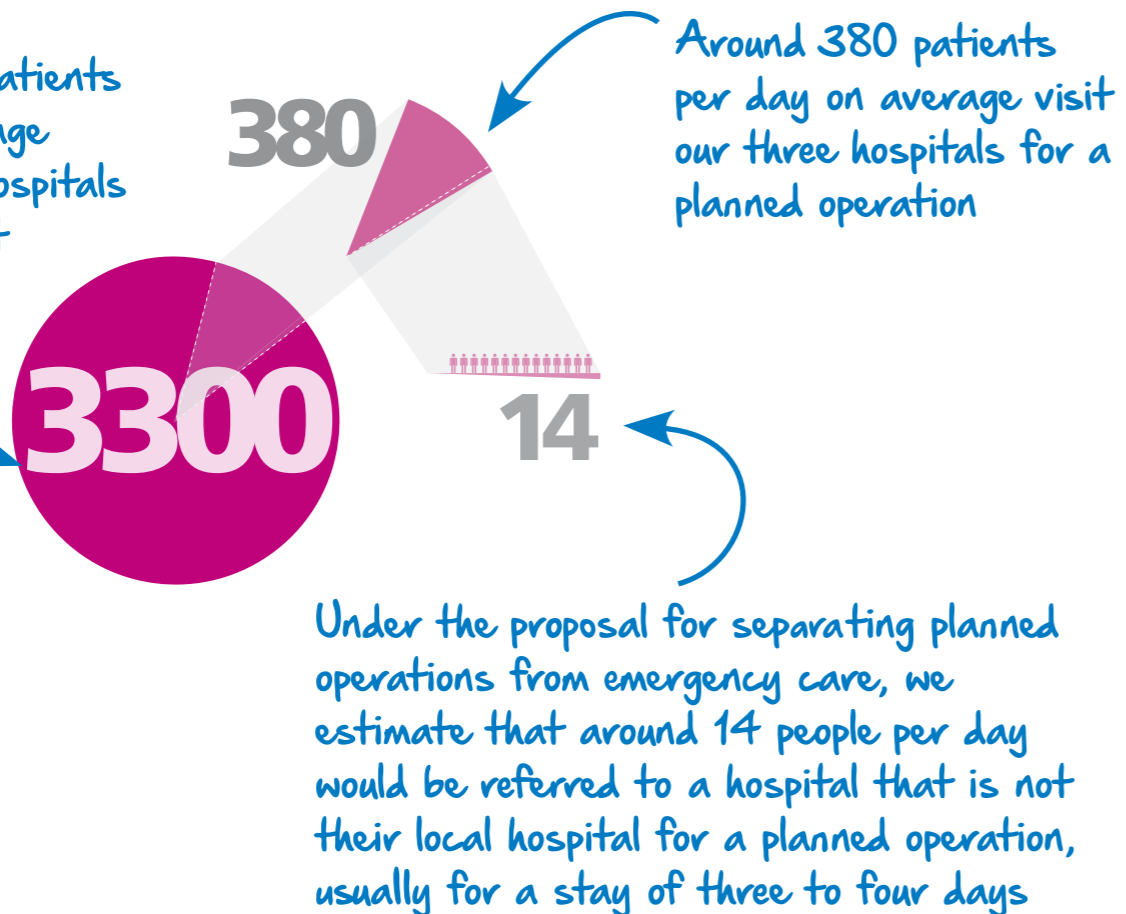 patients
ospitals
380
Around 380 patients
per day on average visit
our three hospitals for a
planned operation
3300
14
Under the proposal for separating planned
operations from emergency care, we
estimate that around 14 people per day
would be referred to a hospital that is not
their local hospital for a planned operation,
usually for a stay of three to four days